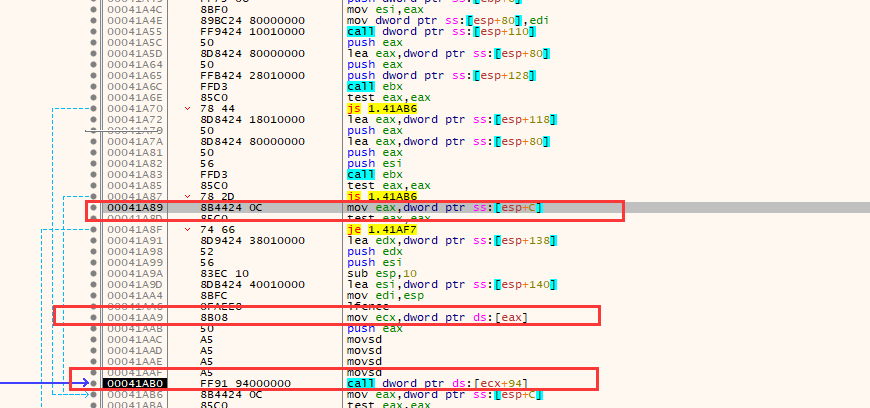 00041A4C 8BF0 mov esi,eax
00041A4E 89BC24 80000000 mov dword ptr ss:[esp+80],edi
00041A55 FF9424 10010000 call dword ptr ss:[esp+110]
00041A5C 50 push eax
00041A5D 8D8424 80000000 lea eax,dword ptr ss:[esp+80]
00041A64 50 push eax
00041A65 FFB424 28010000 push dword ptr ss:[esp+128]
00041A6C FFD3 call ebx
00041A6E 85C0 test eax,eax
00041A70 78 44 js 1.41AB6
00041A72 8D8424 18010000 lea eax,dword ptr ss:[esp+118]
00041A79 50 push eax
00041A7A 8D8424 80000000 lea eax,dword ptr ss:[esp+80]
00041A81 50 push eax
00041A82 56 push esi
00041A83 FFD3 call ebx
00041A85 85C0 test eax,eax
00041A87 78 2D js 1.41AB6
00041A89 8B4424 0C mov eax,dword ptr ss:[esp+C]
00041A8D 85C0 test eax,eax
00041A8F 74 66 je 1.41AF7
00041A91 8D9424 38010000 lea edx,dword ptr ss:[esp+138]
00041A98 52 push edx
00041A99 56 push esi
00041A9A 83EC 10 sub esp,10
00041A9D 8DB424 40010000 lea esi,dword ptr ss:[esp+140]
00041AA4 8BFC mov edi,esp
00041AA6 0FAEE8 lfence
00041AA9 8B08 mov ecx,dword ptr ds:[eax]
00041AAB 50 push eax
00041AAC A5 movsd
00041AAD A5 movsd
00041AAE A5 movsd
00041AAF A5 movsd
00041AB0 FF91 94000000 call dword ptr ds:[ecx+94]
00041AB6 8B4424 0C mov eax,dword ptr ss:[esp+C]
00041ABA 85C0 test eax,eax